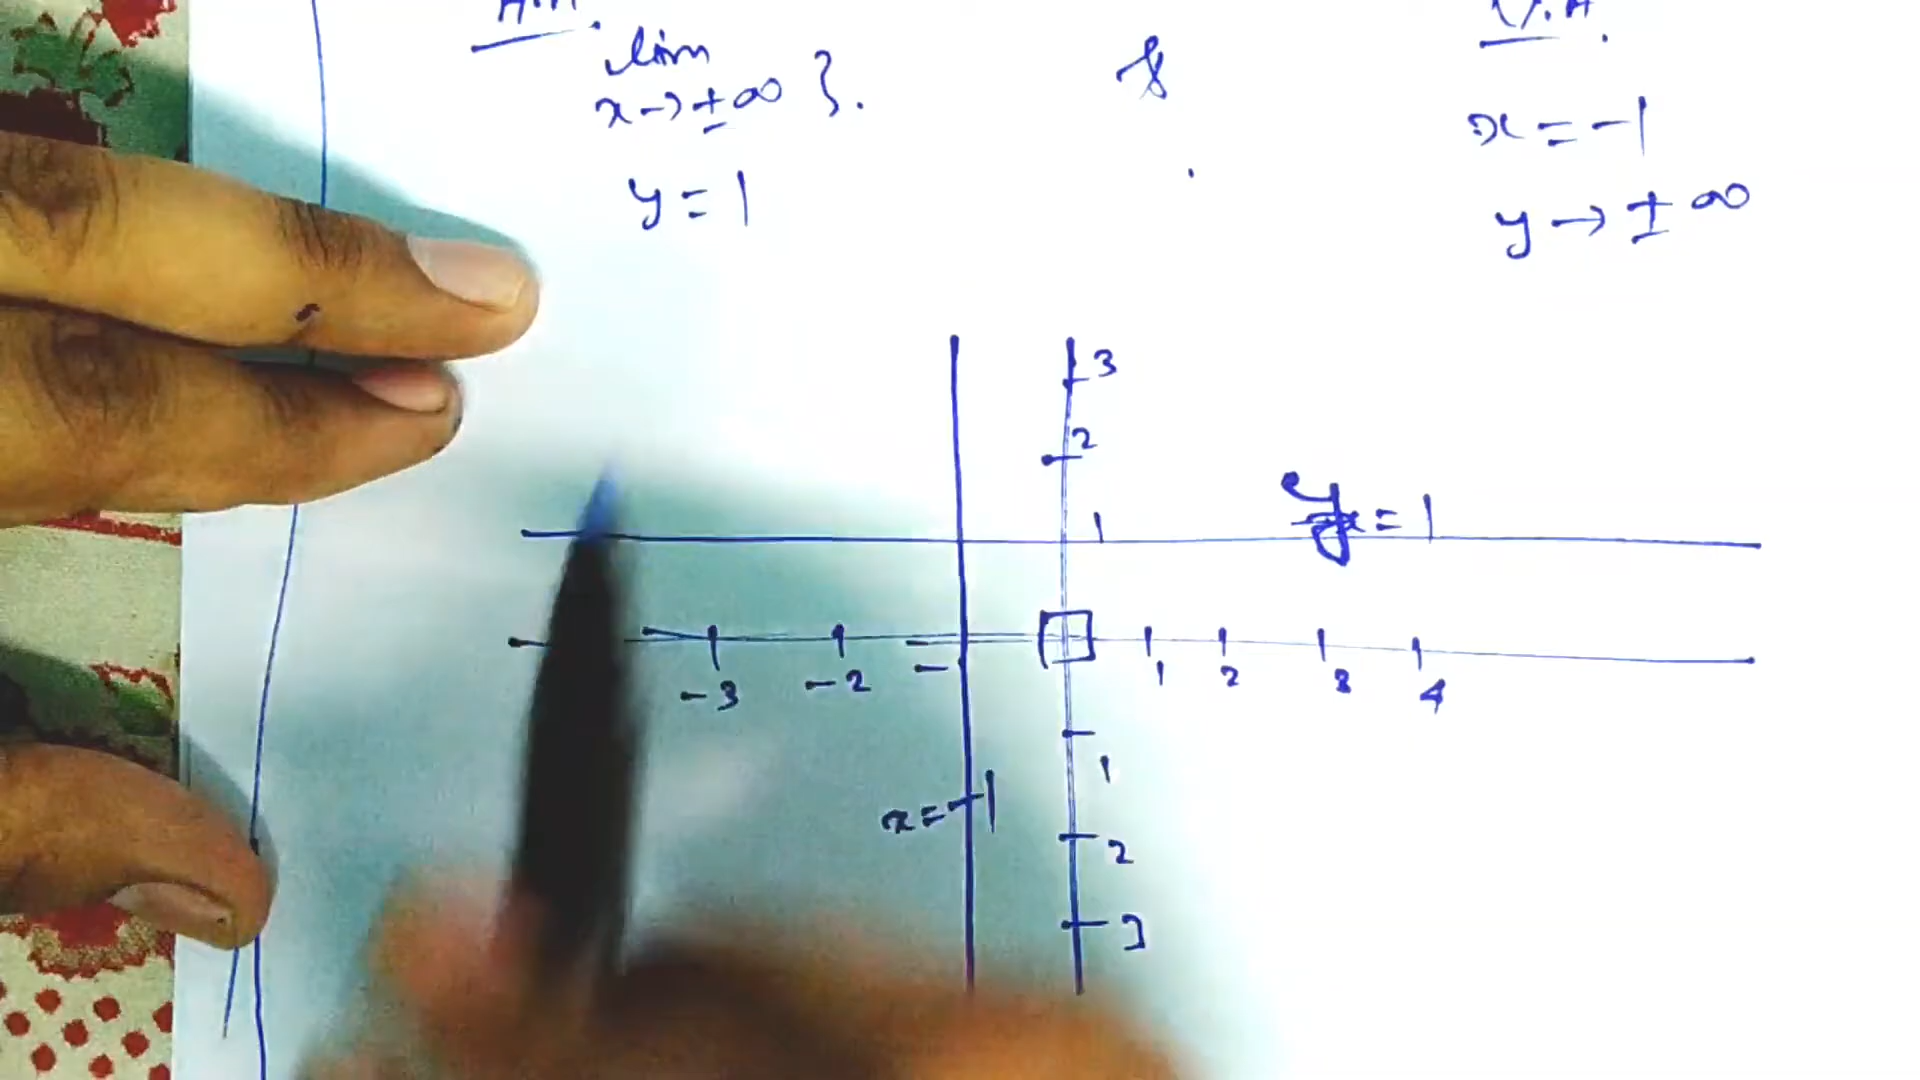 H.A.
lim
x → ± ∞ }.
y = 1
&
V.A.
x = -1
y → ± ∞
3
2
1
y = 1
-3 -2 - 1 2 3 4
x = -1
1
2
3